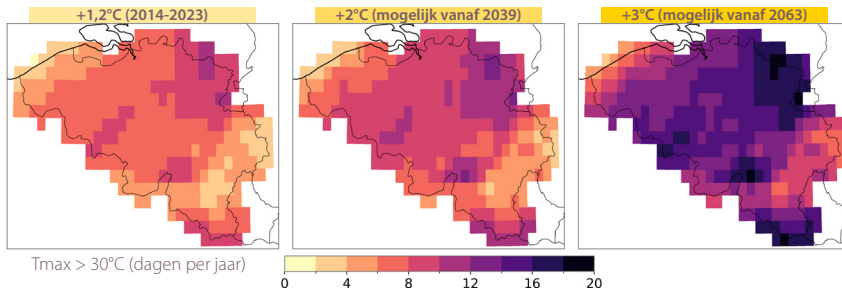 +1,2°C (2014-2023)
+2°C (mogelijk vanaf 2039)
+3°C (mogelijk vanaf 2063)
Tmax > 30°C (dagen per jaar)
0 4 8 12 16 20